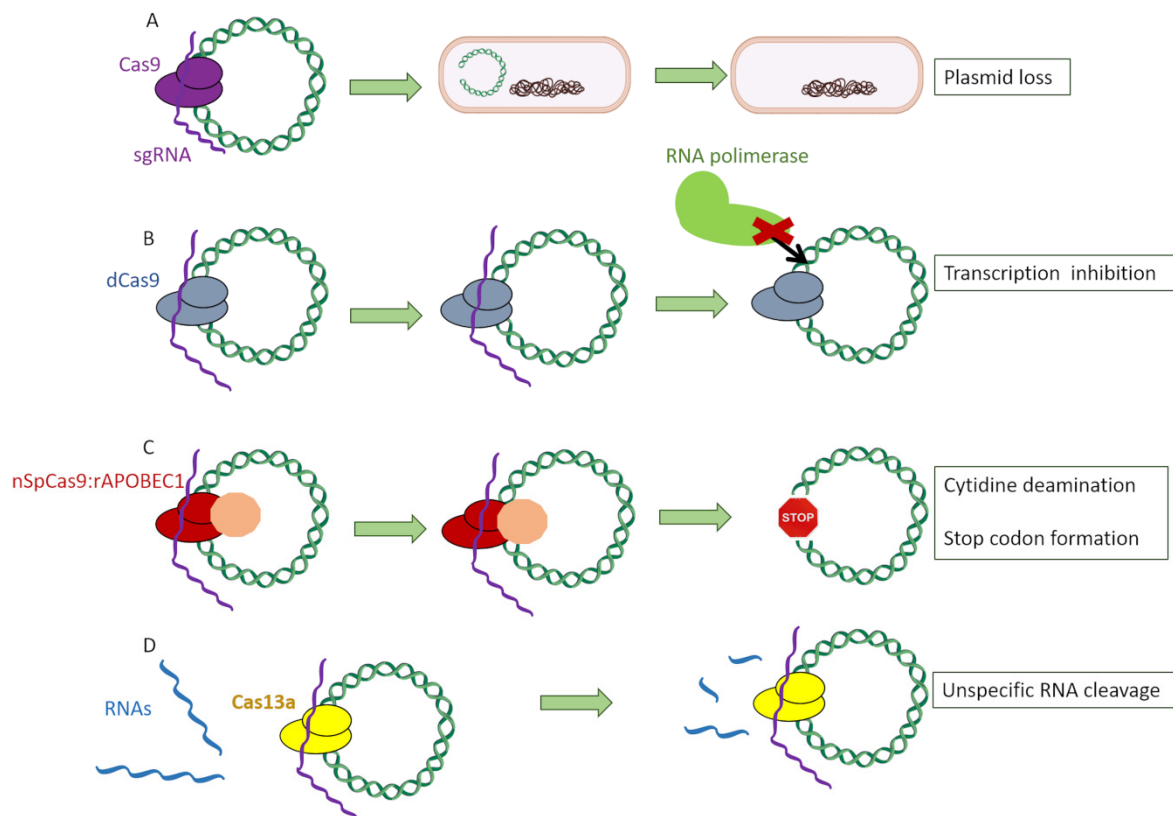 A
Cas9
sgRNA
Plasmid loss
RNA polimerase
B
dCas9
Transcription inhibition
C
nSpCas9:rAPOBEC1
STOP
Cytidine deamination
Stop codon formation
D
RNAs
Cas13a
Unspecific RNA cleavage